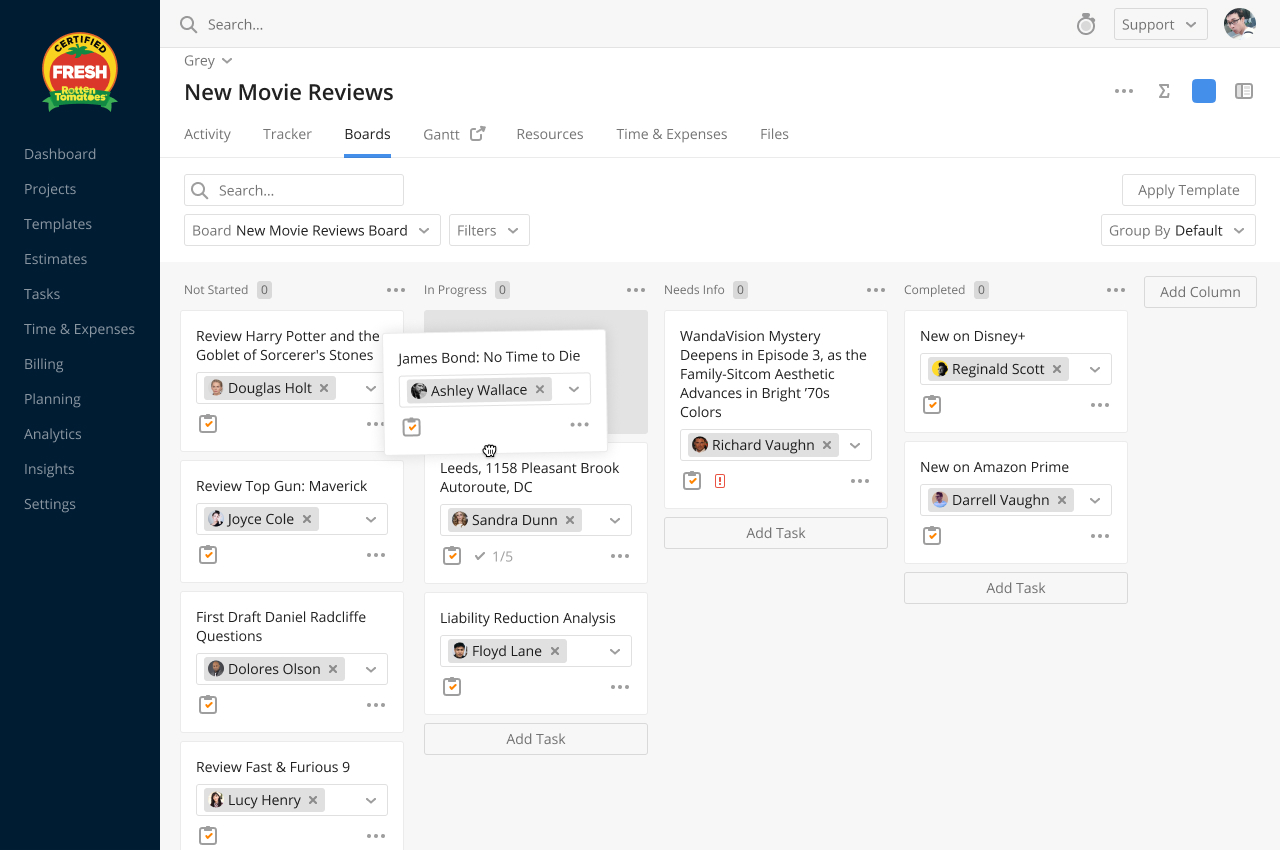 CERTIFIED
FRESH
Rotten
Tomatoes
Dashboard
Projects
Templates
Estimates
Tasks
Time & Expenses
Billing
Planning
Analytics
Insights
Settings
Search...
Support
Grey
New Movie Reviews
Σ
Activity
Tracker
Boards
Gantt
Resources
Time & Expenses
Files
Search...
Apply Template
Board New Movie Reviews Board
Filters
Group By Default
Not Started 0
Review Harry Potter and the
Goblet of Sorcerer's Stones
Douglas Holt
Review Top Gun: Maverick
Joyce Cole
First Draft Daniel Radcliffe
Questions
Dolores Olson
Review Fast & Furious 9
Lucy Henry
In Progress 0
James Bond: No Time to Die
Ashley Wallace
Leeds, 1158 Pleasant Brook
Autoroute, DC
Sandra Dunn
1/5
Liability Reduction Analysis
Floyd Lane
Add Task
Needs Info 0
WandaVision Mystery
Deepens in Episode 3, as the
Family-Sitcom Aesthetic
Advances in Bright ’70s
Colors
Richard Vaughn
Add Task
Completed 0
New on Disney+
Reginald Scott
New on Amazon Prime
Darrell Vaughn
Add Task
Add Column